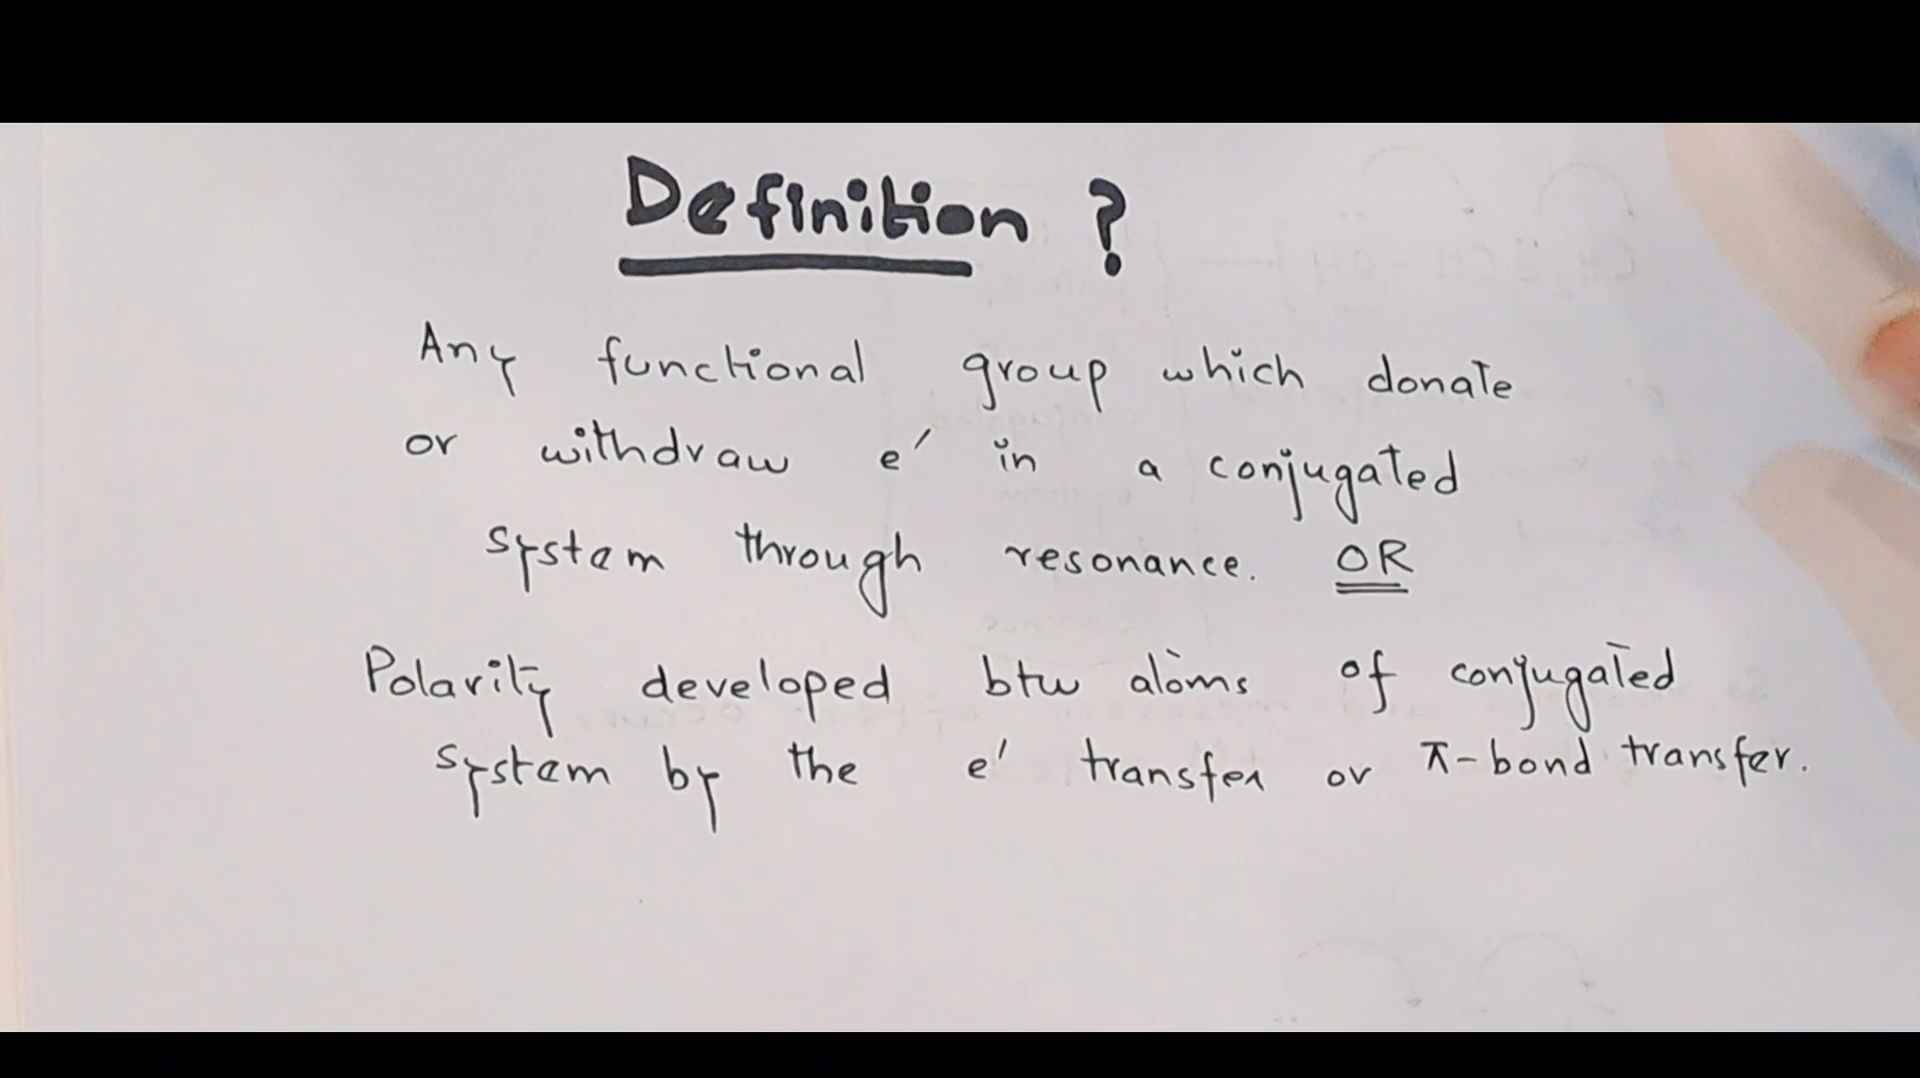 Definition ?
Any functional group which donate
or withdraw e' in a conjugated
system through resonance. OR
Polarity developed btw atoms of conjugated
system by the e' transfer or π-bond transfer.